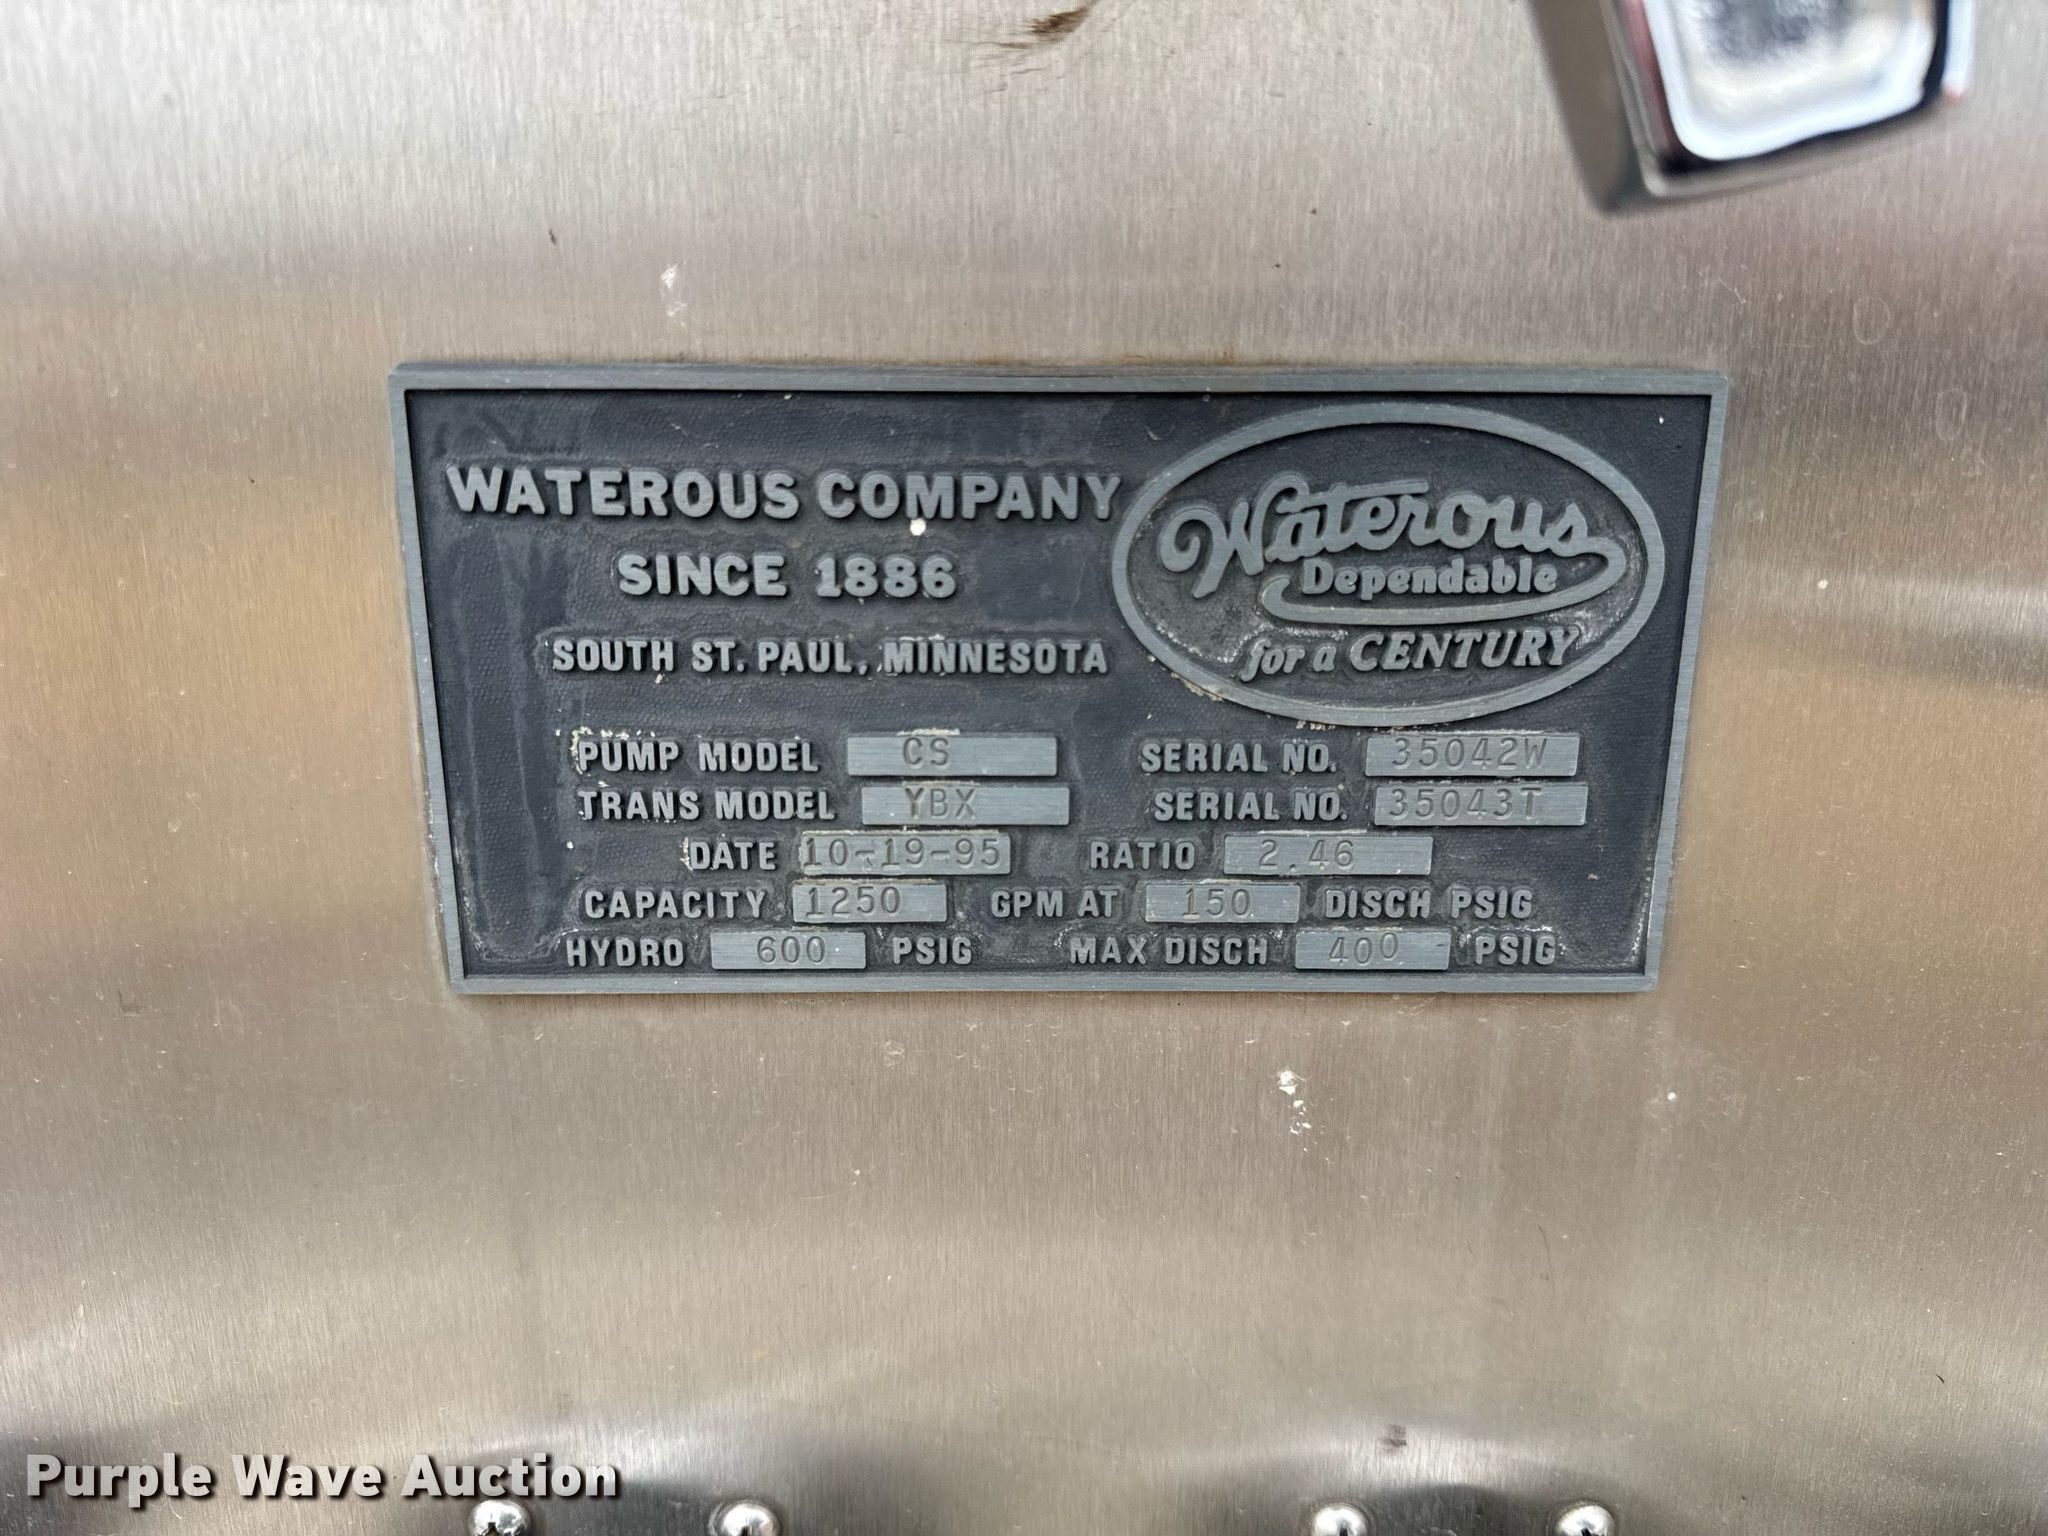 WATEROUS COMPANY
SINCE 1886
SOUTH ST. PAUL, MINNESOTA
Waterous
Dependable
for a CENTURY
PUMP MODEL CS SERIAL NO. 35042W
TRANS MODEL YBX SERIAL NO. 35043T
DATE 10-19-95 RATIO 2.46
CAPACITY 1250 GPM AT 150 DISCH PSIG
HYDRO 600 PSIG MAX DISCH 400 PSIG
Purple Wave Auction